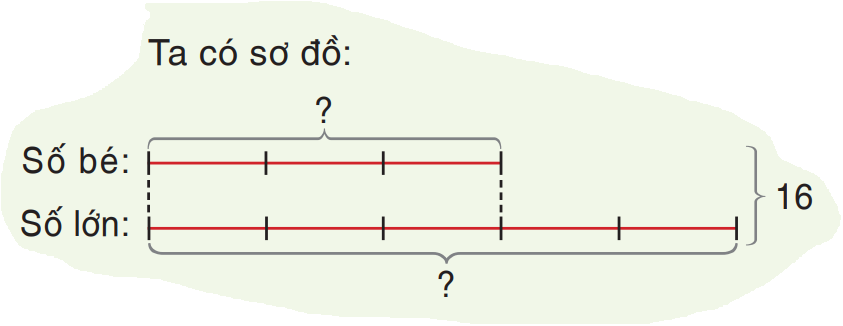 Ta có sơ đồ:
?
Số bé:
16
Số lớn:
?